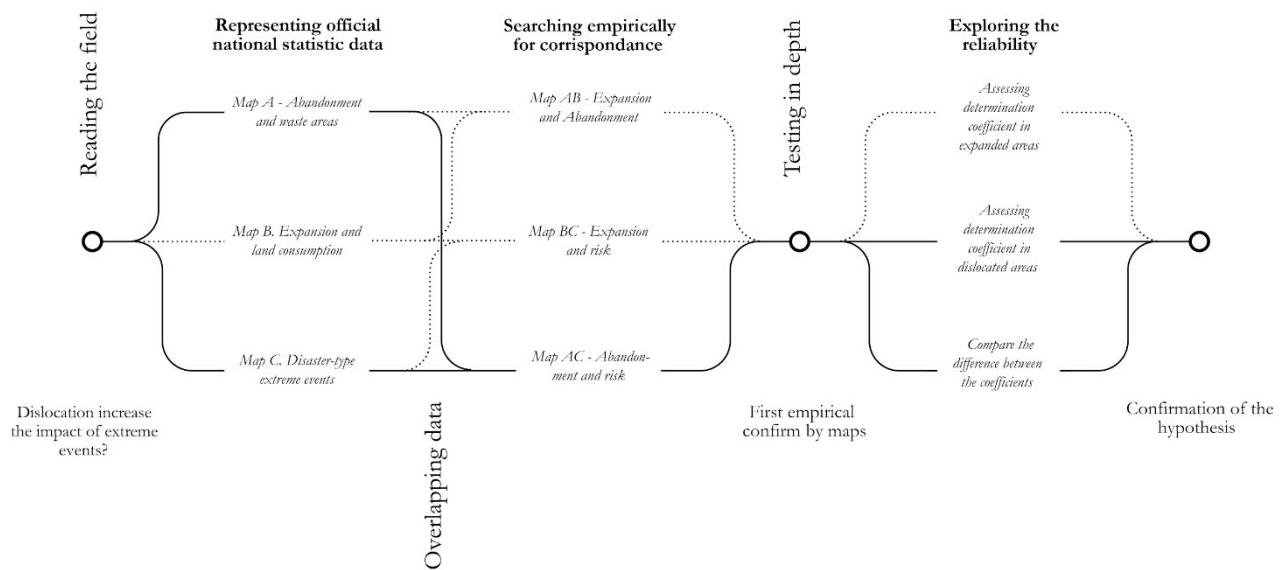 Reading the field
Representing official
national statistic data
Map A - Abandonment
and waste areas
Map B. Expansion and
land consumption
Map C. Disaster-type
extreme events
Dislocation increase
the impact of extreme
events?
Overlapping data
Searching empirically
for corrispondance
Map AB - Expansion
and Abandonment
Map BC - Expansion
and risk
Map AC - Abandon-
ment and risk
Testing in depth
First empirical
confirm by maps
Exploring the
reliability
Assessing
determination
coefficient in
expanded areas
Assessing
determination
coefficient in
dislocated areas
Compare the
difference between
the coefficients
Confirmation of the
hypothesis